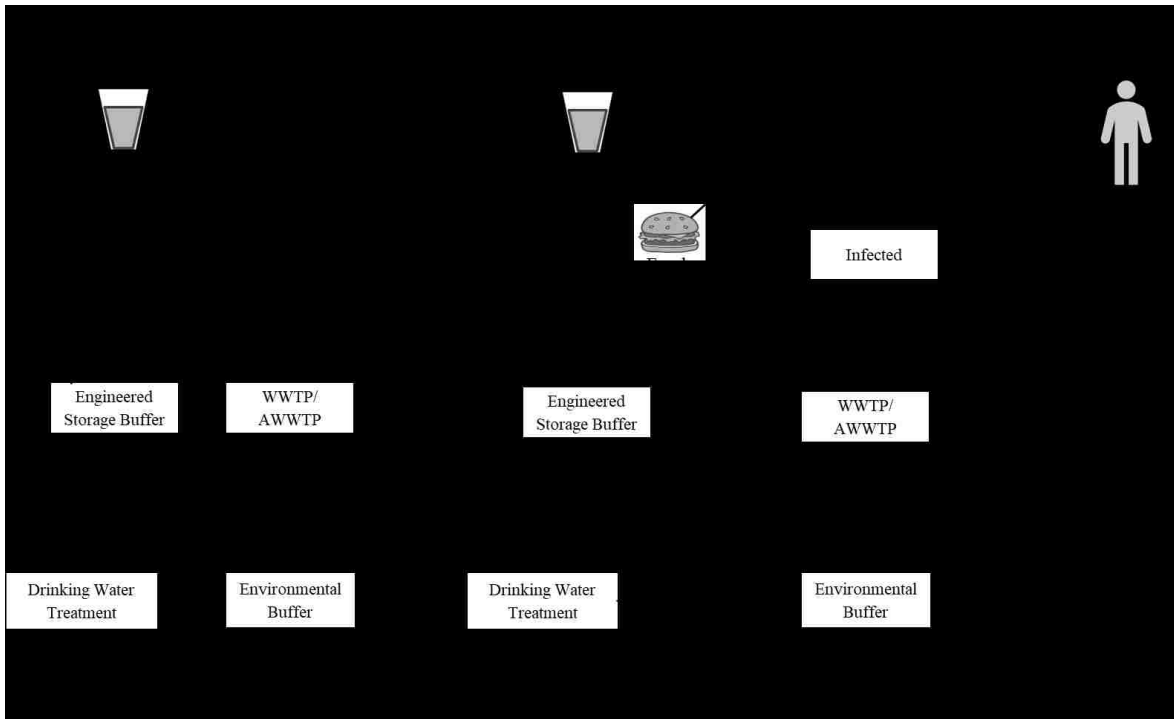 Infected
Engineered
Storage Buffer
WWTP/
AWWTP
Engineered
Storage Buffer
WWTP/
AWWTP
Drinking Water
Treatment
Environmental
Buffer
Drinking Water
Treatment
Environmental
Buffer